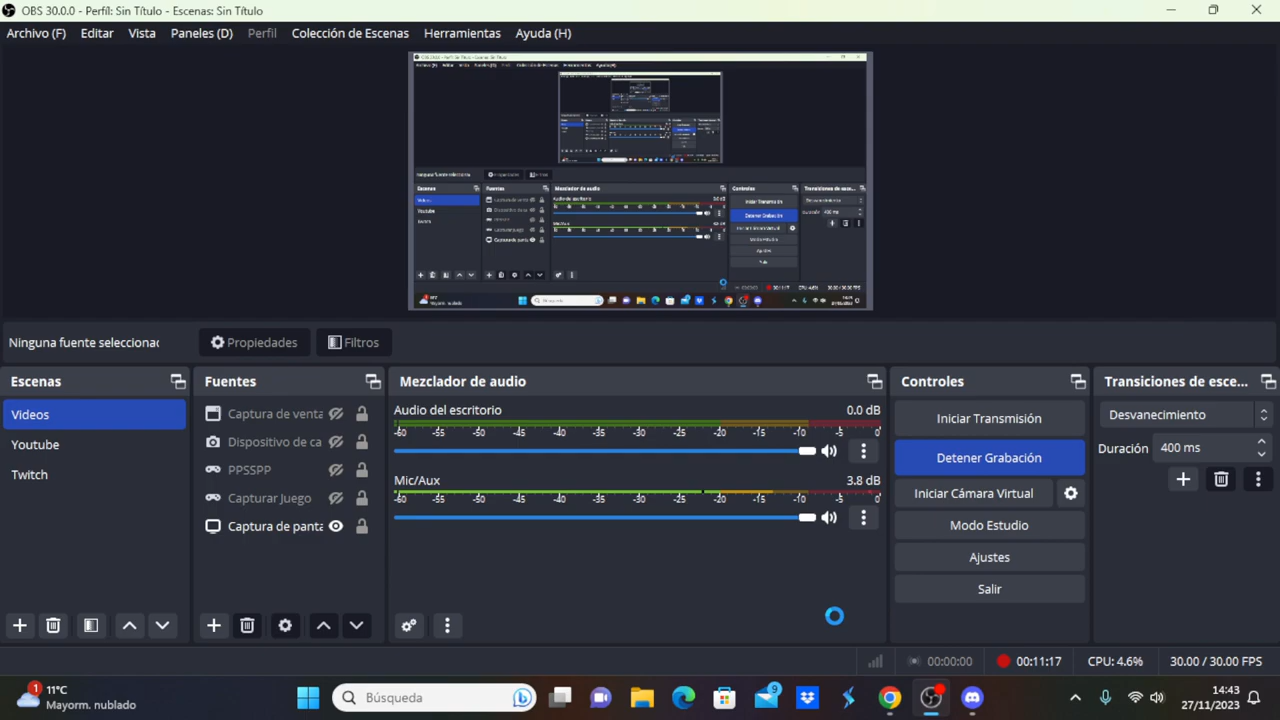 OBS 30.0.0 - Perfil: Sin Título - Escenas: Sin Título
Archivo (F) Editar Vista Paneles (D) Perfil Colección de Escenas Herramientas Ayuda (H)
Ninguna fuente seleccionac Propiedades Filtros
Escenas
Videos
Youtube
Twitch
Fuentes
Captura de venta
Dispositivo de ca
PPSSPP
Capturar Juego
Captura de panta
Mezclador de audio
Audio del escritorio 0.0 dB
-60 -55 -50 -45 -40 -35 -30 -25 -20 -15 -10 -5 0
Mic/Aux 3.8 dB
-60 -55 -50 -45 -40 -35 -30 -25 -20 -15 -10 -5 0
Controles
Iniciar Transmisión
Detener Grabación
Iniciar Cámara Virtual
Modo Estudio
Ajustes
Salir
Transiciones de esce...
Desvanecimiento
Duración 400 ms
00:00:00 00:11:17 CPU: 4.6% 30.00 / 30.00 FPS
1
11°C
Mayorm. nublado
Búsqueda
9
14:43
27/11/2023